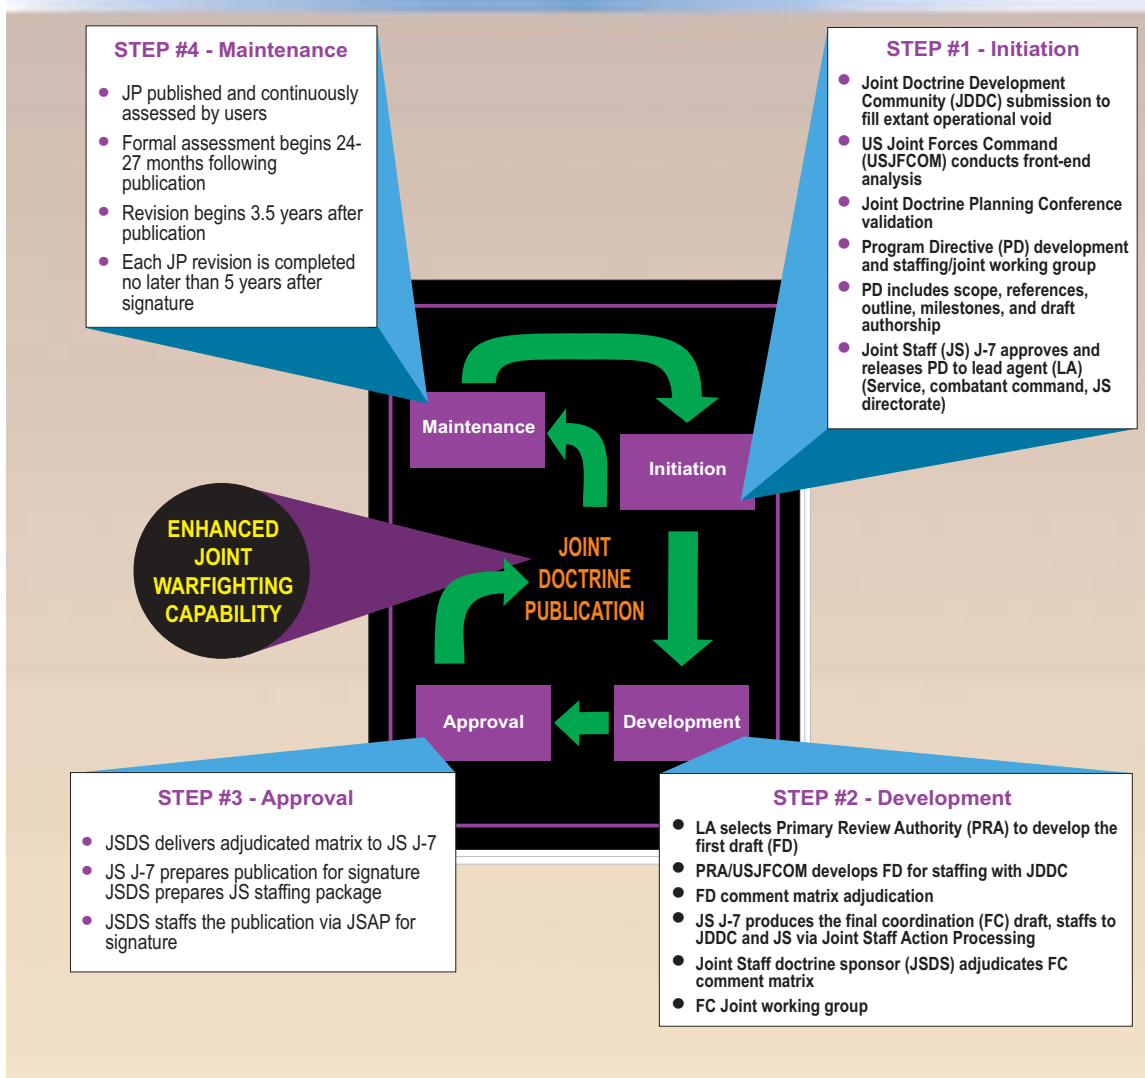 STEP #4 - Maintenance
• JP published and continuously
assessed by users
• Formal assessment begins 24-
27 months following
publication
• Revision begins 3.5 years after
publication
• Each JP revision is completed
no later than 5 years after
signature
STEP #1 - Initiation
• Joint Doctrine Development
Community (JDDC) submission to
fill extant operational void
• US Joint Forces Command
(USJFCOM) conducts front-end
analysis
• Joint Doctrine Planning Conference
validation
• Program Directive (PD) development
and staffing/joint working group
• PD includes scope, references,
outline, milestones, and draft
authorship
• Joint Staff (JS) J-7 approves and
releases PD to lead agent (LA)
(Service, combatant command, JS
directorate)
Maintenance
Initiation
ENHANCED
JOINT
WARFIGHTING
CAPABILITY
JOINT
DOCTRINE
PUBLICATION
Approval
Development
STEP #3 - Approval
• JSDS delivers adjudicated matrix to JS J-7
• JS J-7 prepares publication for signature
JSDS prepares JS staffing package
• JSDS staffs the publication via JSAP for
signature
STEP #2 - Development
• LA selects Primary Review Authority (PRA) to develop the
first draft (FD)
• PRA/USJFCOM develops FD for staffing with JDDC
• FD comment matrix adjudication
• JS J-7 produces the final coordination (FC) draft, staffs to
JDDC and JS via Joint Staff Action Processing
• Joint Staff doctrine sponsor (JSDS) adjudicates FC
comment matrix
• FC Joint working group